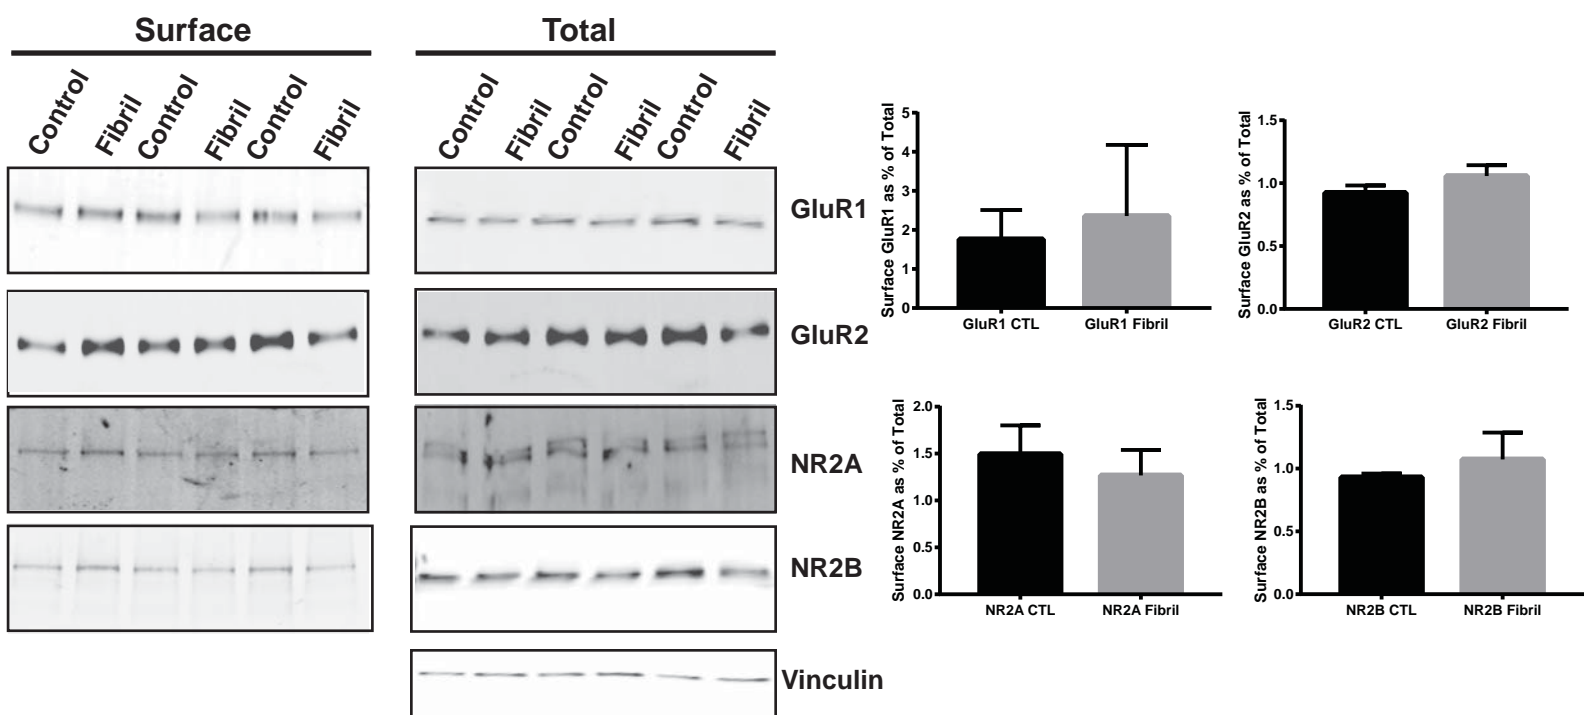 Surface
Total
Control
Fibril
Control
Fibril
Control
Fibril
Control
Fibril
Control
Fibril
Control
Fibril
GluR1
GluR2
NR2A
NR2B
Vinculin
Surface GluR1 as % of Total
5
4
3
2
1
0
GluR1 CTL
GluR1 Fibril
Surface GluR2 as % of Total
1.5
1.0
0.5
0.0
GluR2 CTL
GluR2 Fibril
Surface NR2A as % of Total
2.0
1.5
1.0
0.5
0.0
NR2A CTL
NR2A Fibril
Surface NR2B as % of Total
1.5
1.0
0.5
0.0
NR2B CTL
NR2B Fibril